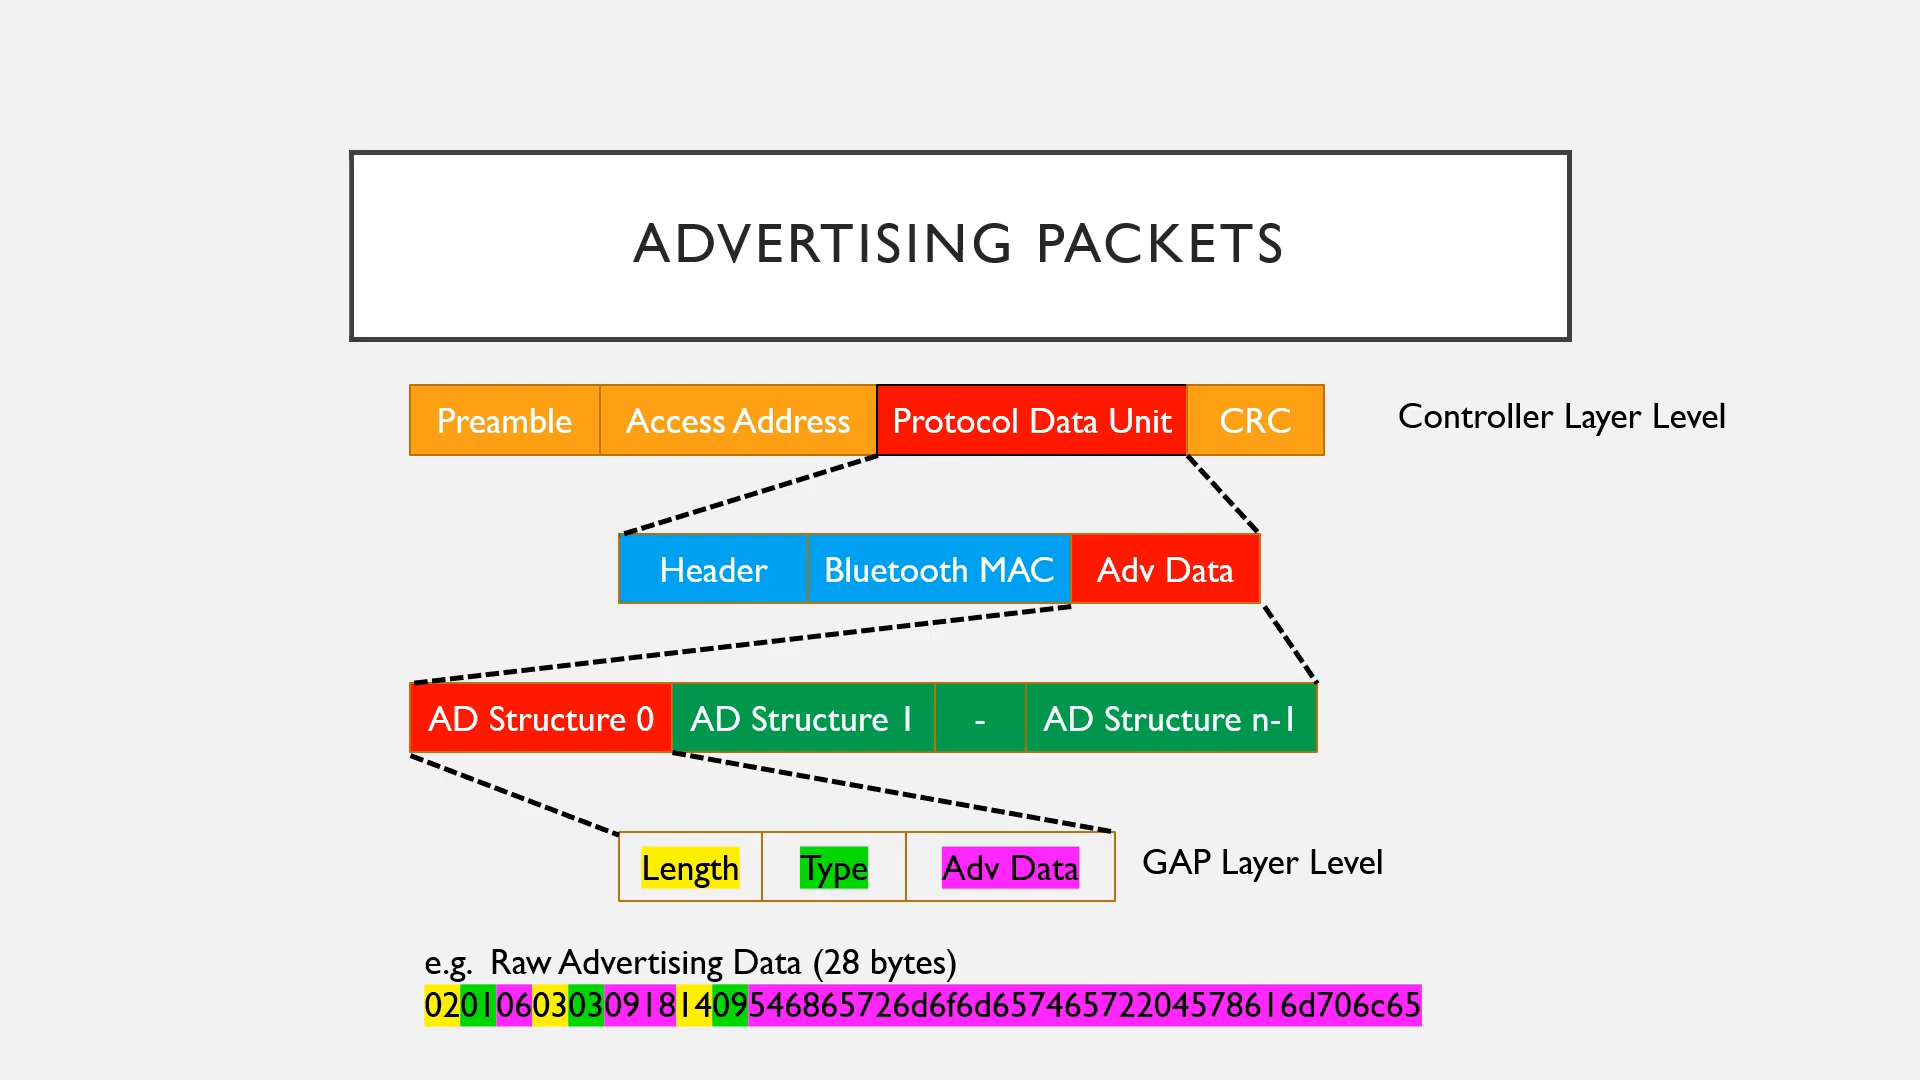 ADVERTISING PACKETS
Preamble Access Address Protocol Data Unit CRC Controller Layer Level
Header Bluetooth MAC Adv Data
AD Structure 0 AD Structure 1 - AD Structure n-1
Length Type Adv Data GAP Layer Level
e.g. Raw Advertising Data (28 bytes)
020106030309181409546865726d6f6d65746572204578616d706c65